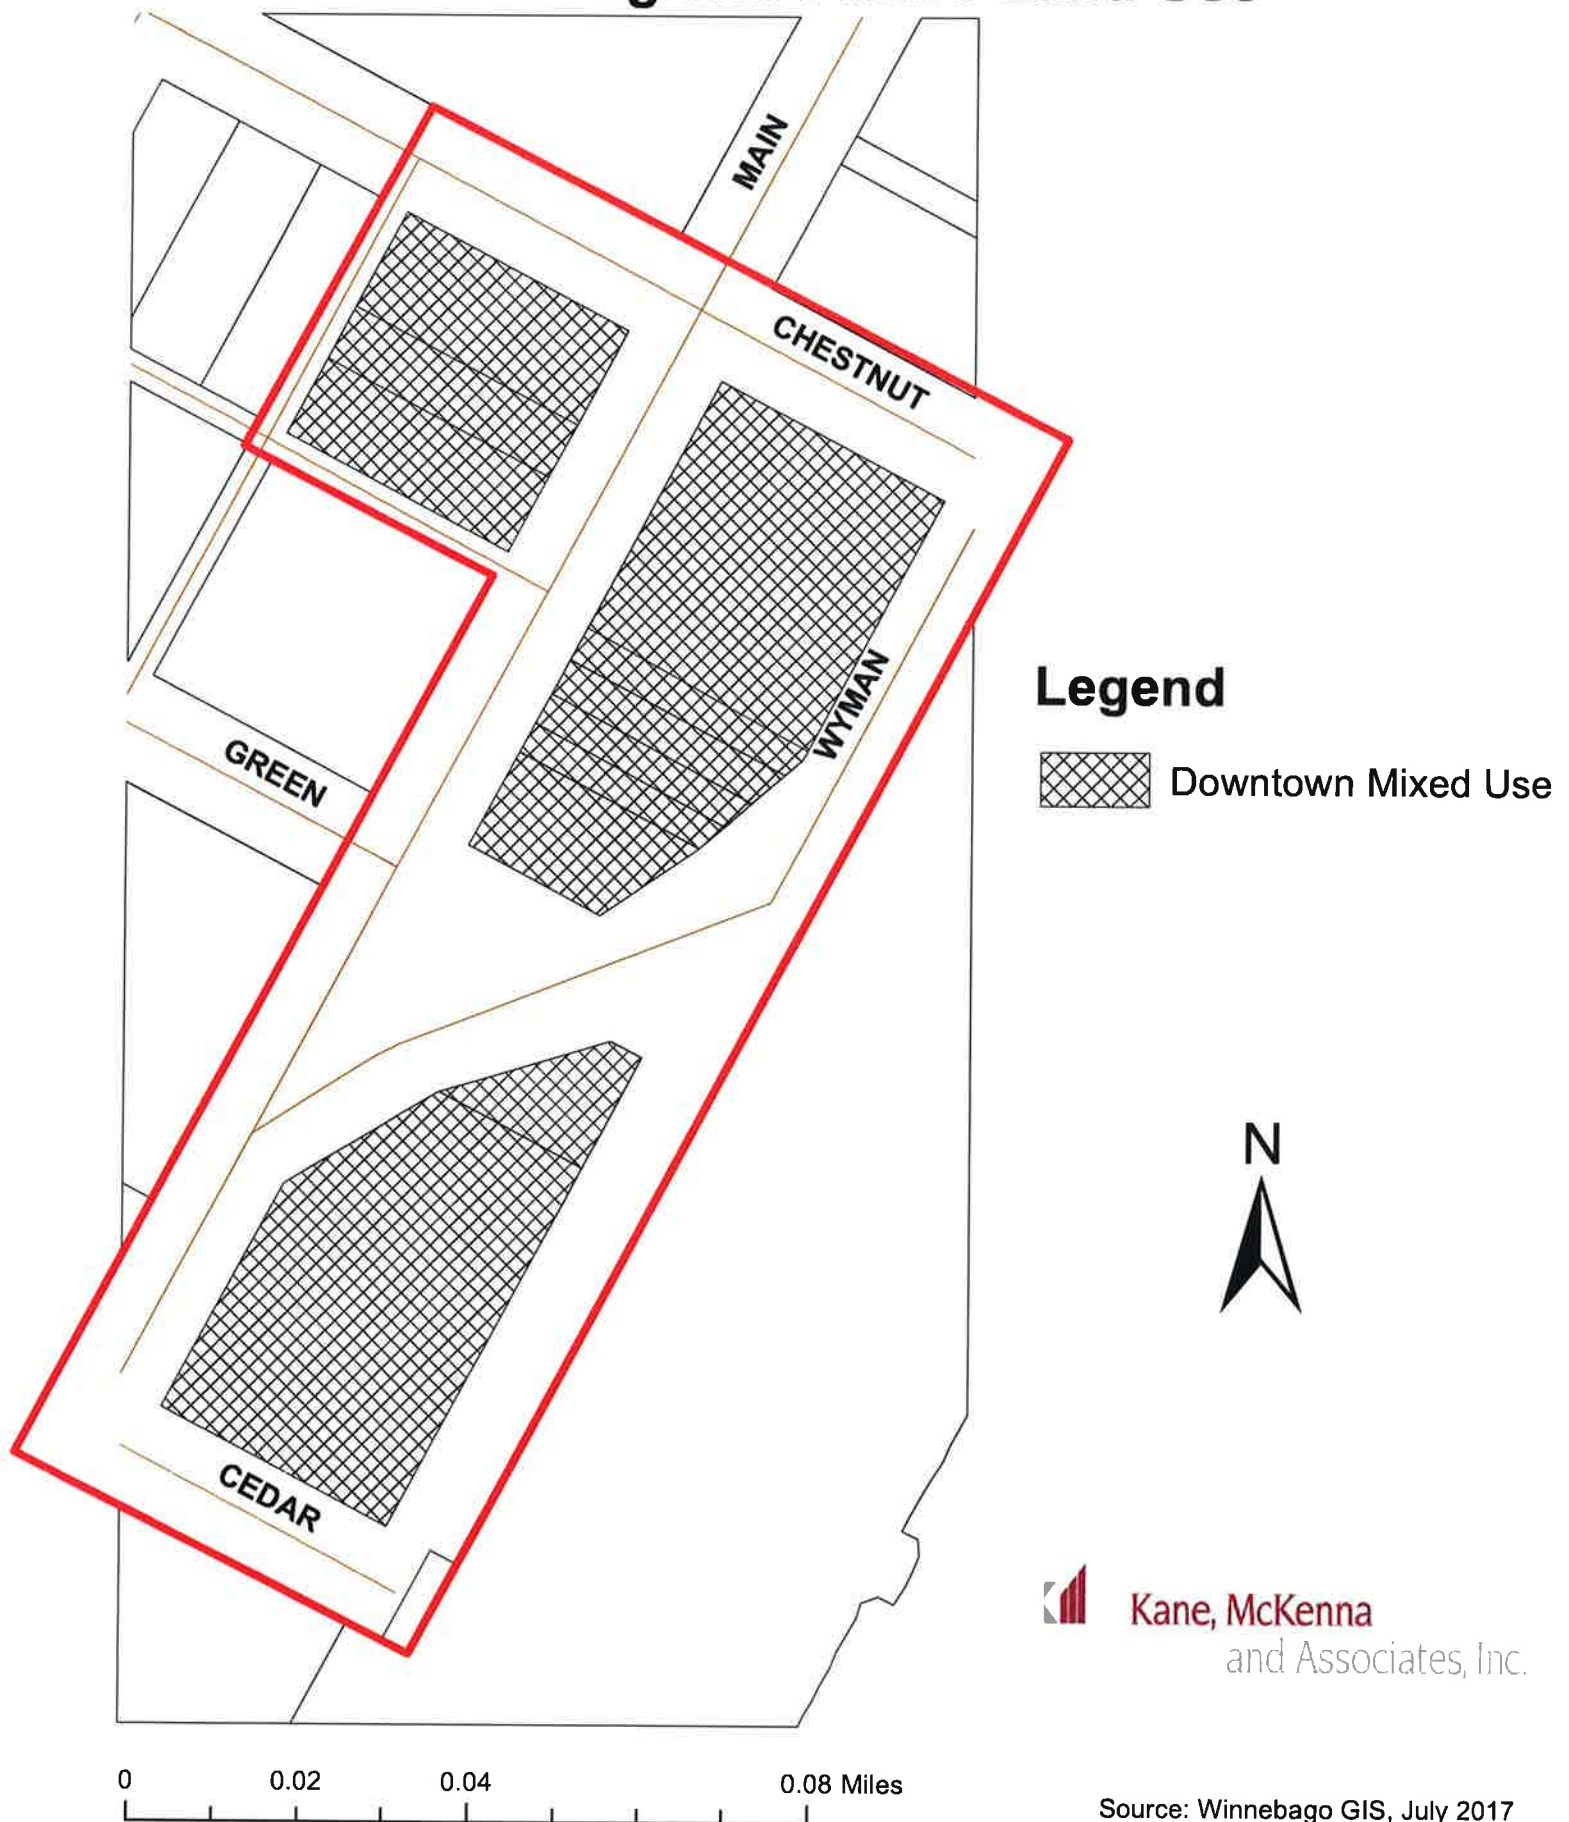 MAIN
CHESTNUT
WYMAN
GREEN
CEDAR
Legend
Downtown Mixed Use
N
Kane, McKenna
and Associates, Inc.
0 0.02 0.04 0.08 Miles
Source: Winnebago GIS, July 2017